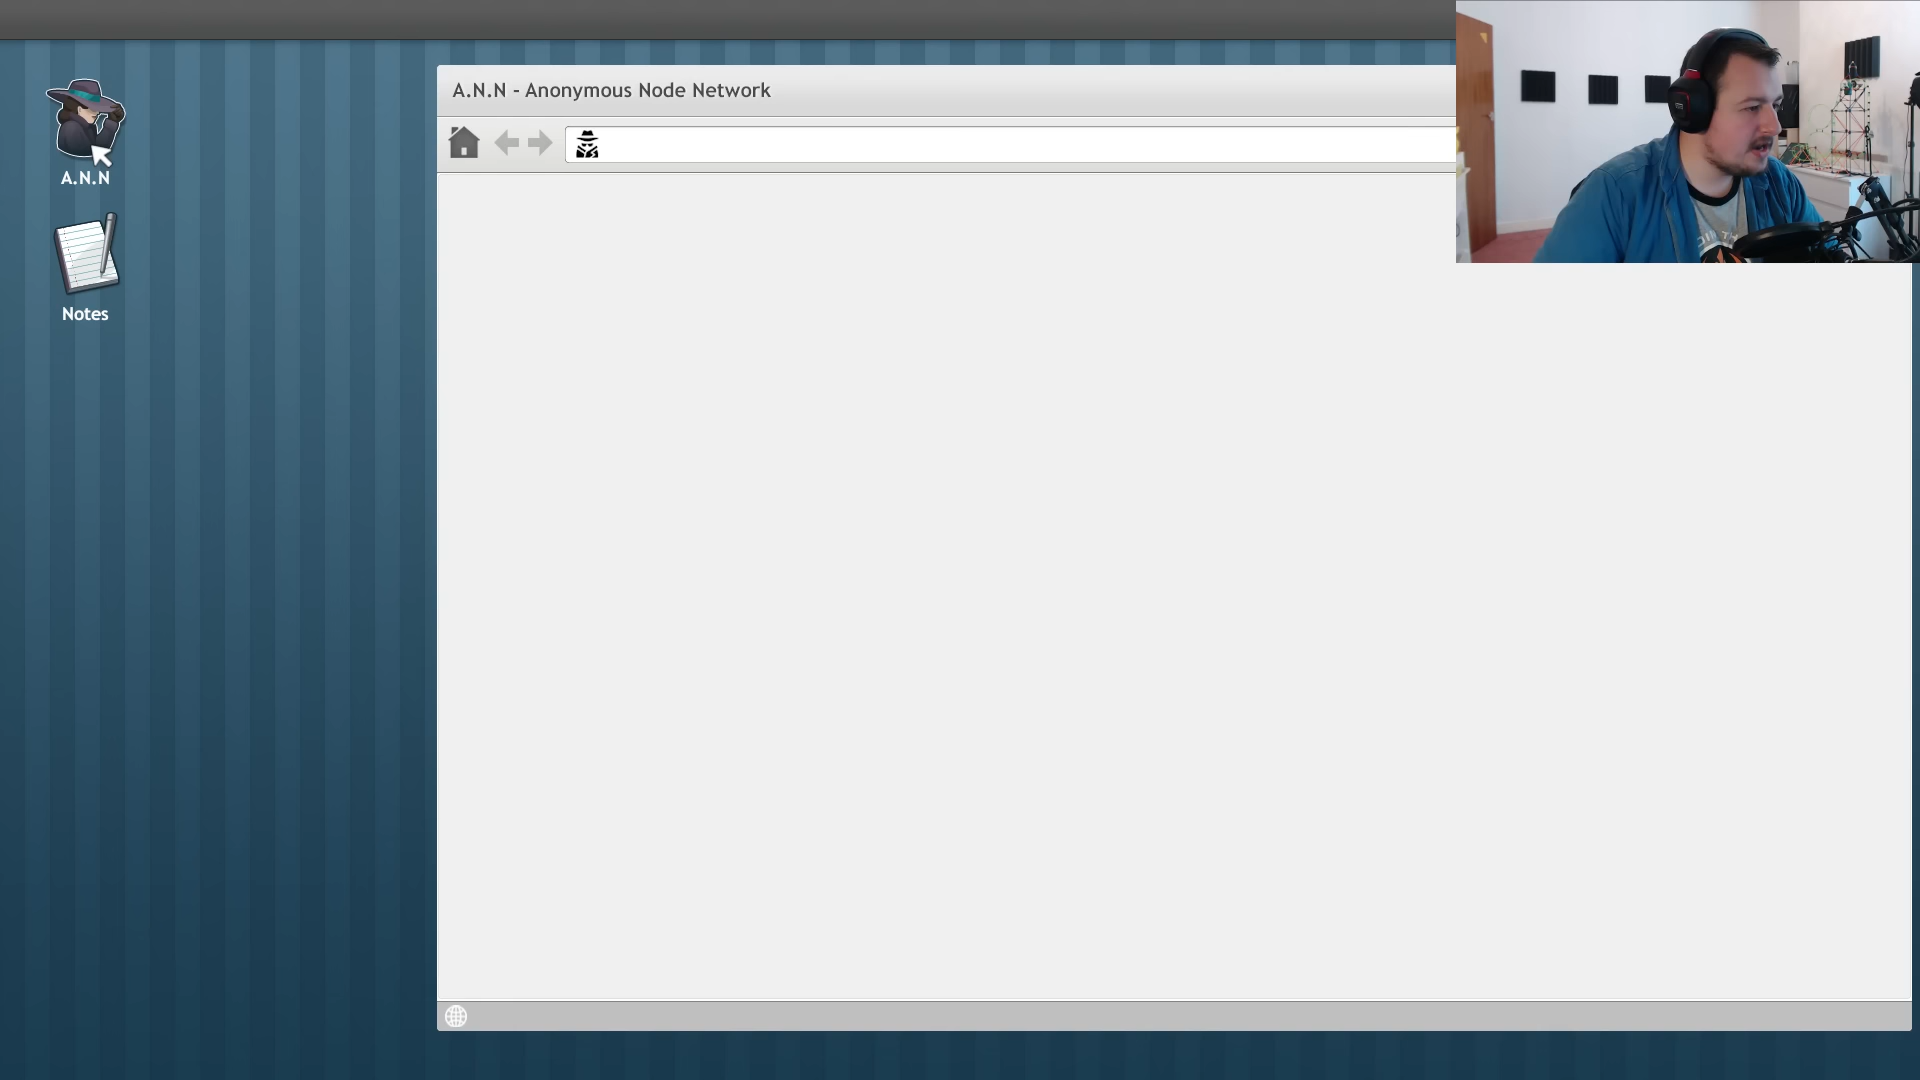 A.N.N - Anonymous Node Network
A.N.N
Notes